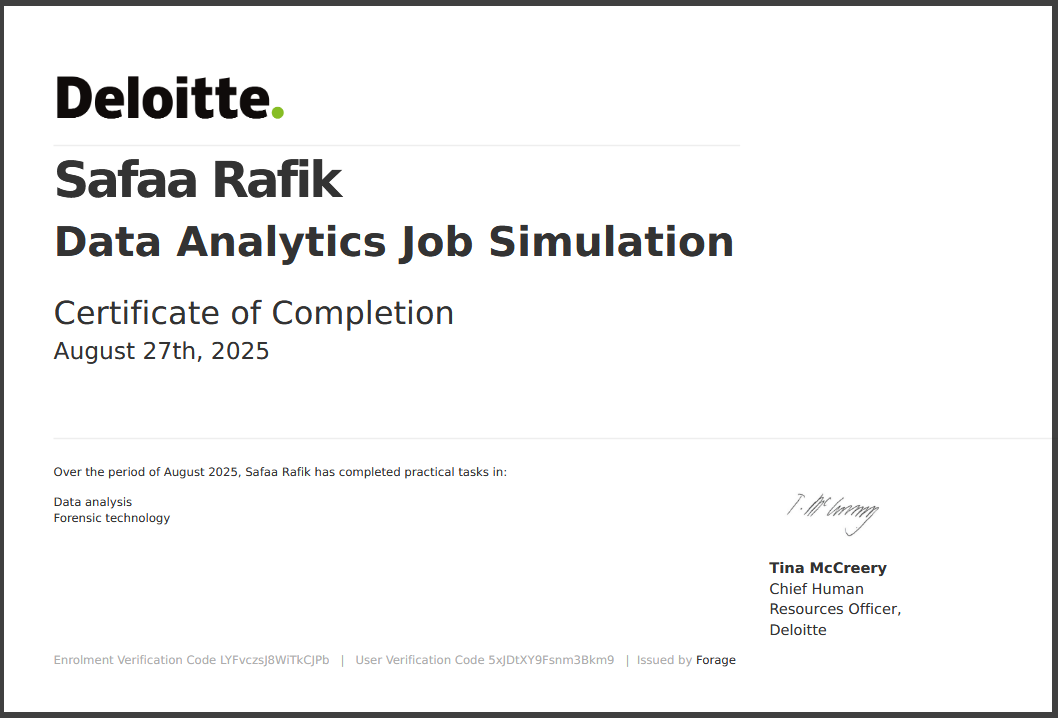 Deloitte.
Safaa Rafik
Data Analytics Job Simulation
Certificate of Completion
August 27th, 2025
Over the period of August 2025, Safaa Rafik has completed practical tasks in:
Data analysis
Forensic technology
T. McCreery
Tina McCreery
Chief Human
Resources Officer,
Deloitte
Enrolment Verification Code LYFvczsJ8WiTkCJPb | User Verification Code 5xJDtXY9Fsnm3Bkm9 | Issued by Forage